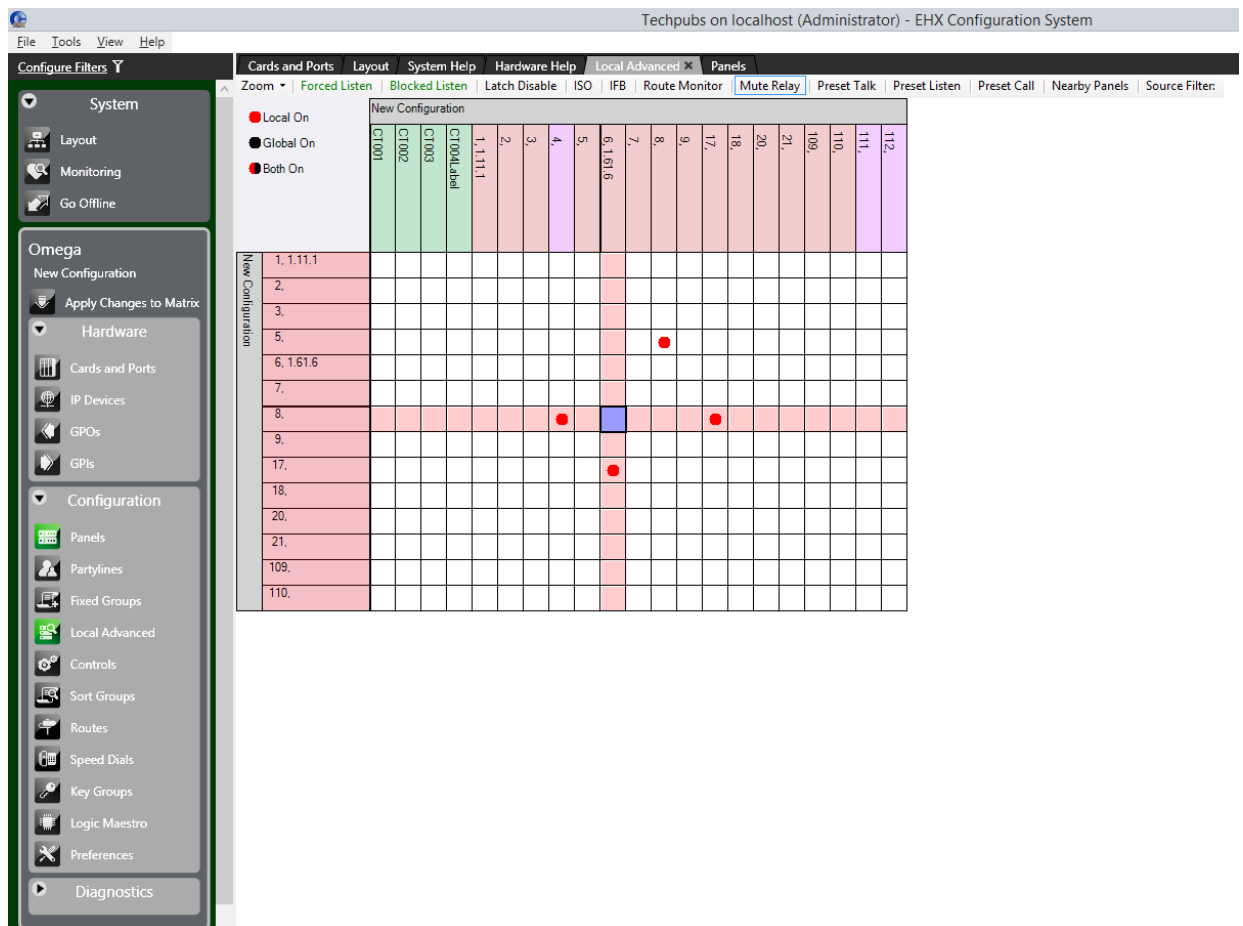 Techpubs on localhost (Administrator) - EHX Configuration System
File Tools View Help
Configure Filters
Cards and Ports Layout System Help Hardware Help Local Advanced Panels
Zoom Forced Listen Blocked Listen Latch Disable ISO IFB Route Monitor Mute Relay Preset Talk Preset Listen Preset Call Nearby Panels Source Filter:
System
Layout
Monitoring
Go Offline
Omega
New Configuration
Apply Changes to Matrix
Hardware
Cards and Ports
IP Devices
GPOs
GPIs
Configuration
Panels
Partylines
Fixed Groups
Local Advanced
Controls
Sort Groups
Routes
Speed Dials
Key Groups
Logic Maestro
Preferences
Diagnostics
Local On
Global On
Both On
New Configuration
CT001
CT002
CT003
CT004Label
1, 1.11.1
2,
3,
4,
5,
6, 1.61.6
7,
8,
9,
17,
18,
20,
21,
109,
110,
111,
112,
New Configuration
1, 1.11.1
2,
3,
5,
6, 1.61.6
7,
8,
9,
17,
18,
20,
21,
109,
110,